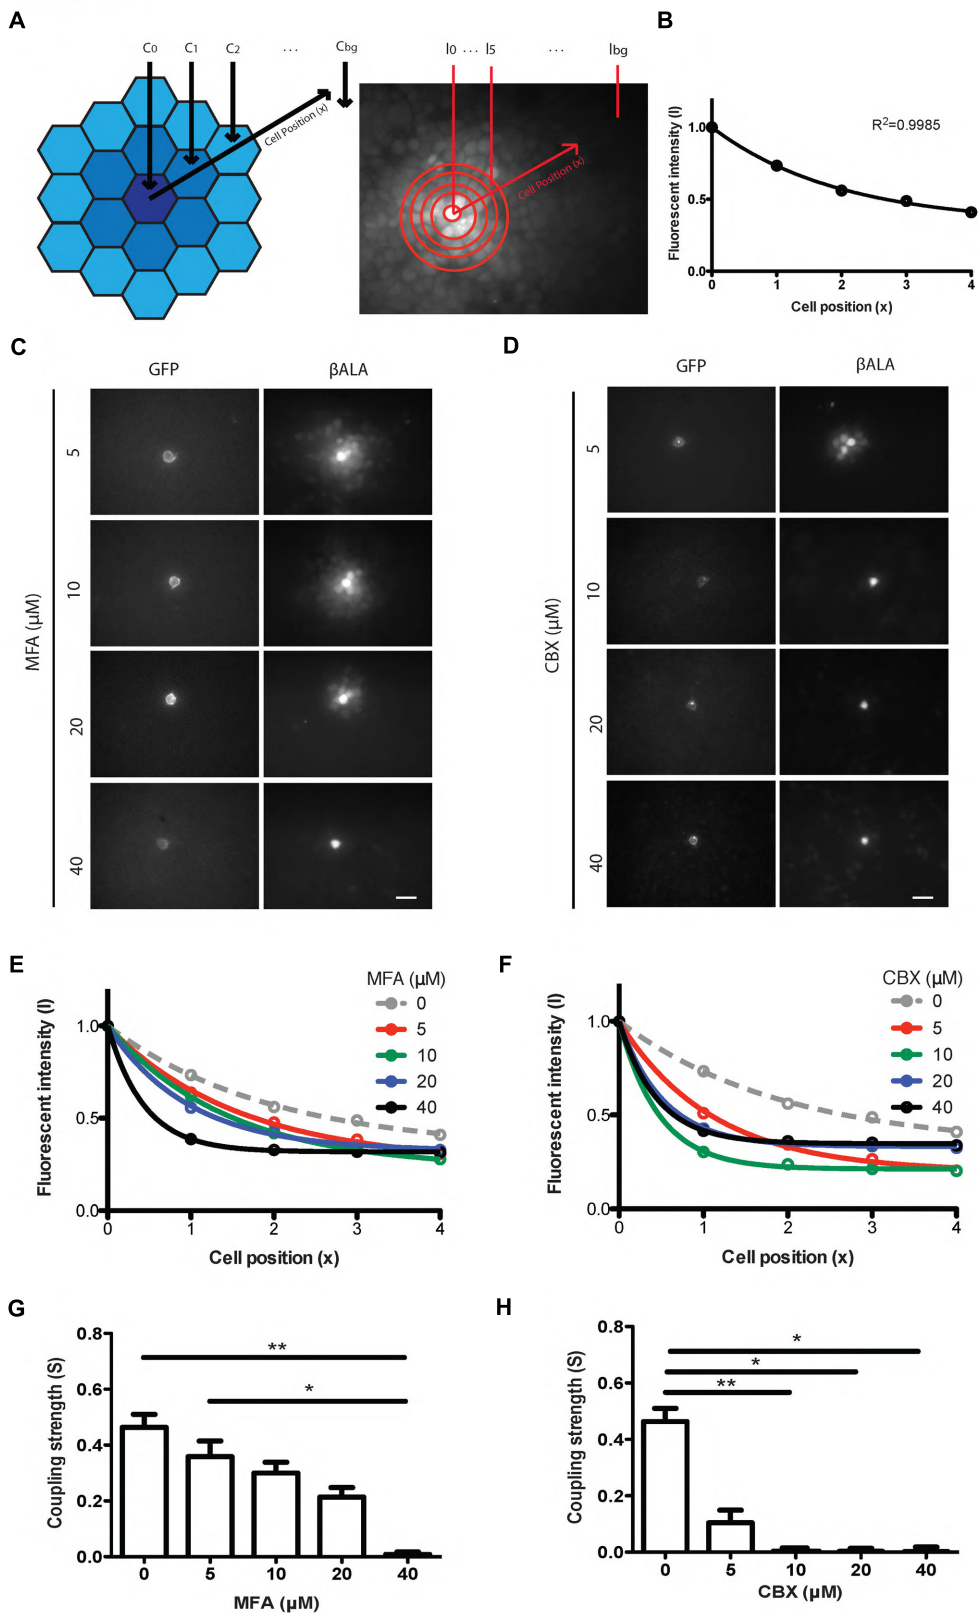 A
C0 C1 C2 ... Cbg
Cell Position (x)
I0 ... I5 ... Ibg
Cell Position (x)
B
Fluorescent intensity (I)
1.0
0.5
0.0
R2=0.9985
0 1 2 3 4
Cell position (x)
C
GFP βALA
MFA (μM)
5
10
20
40
D
GFP βALA
CBX (μM)
5
10
20
40
E
MFA (μM)
0
5
10
20
40
Fluorescent intensity (I)
1.0
0.5
0.0
0 1 2 3 4
Cell position (x)
F
CBX (μM)
0
5
10
20
40
Fluorescent intensity (I)
1.0
0.5
0.0
0 1 2 3 4
Cell position (x)
G
Coupling strength (S)
0.8
0.6
0.4
0.2
0.0
**
*
0 5 10 20 40
MFA (μM)
H
Coupling strength (S)
0.8
0.6
0.4
0.2
0.0
*
*
**
0 5 10 20 40
CBX (μM)